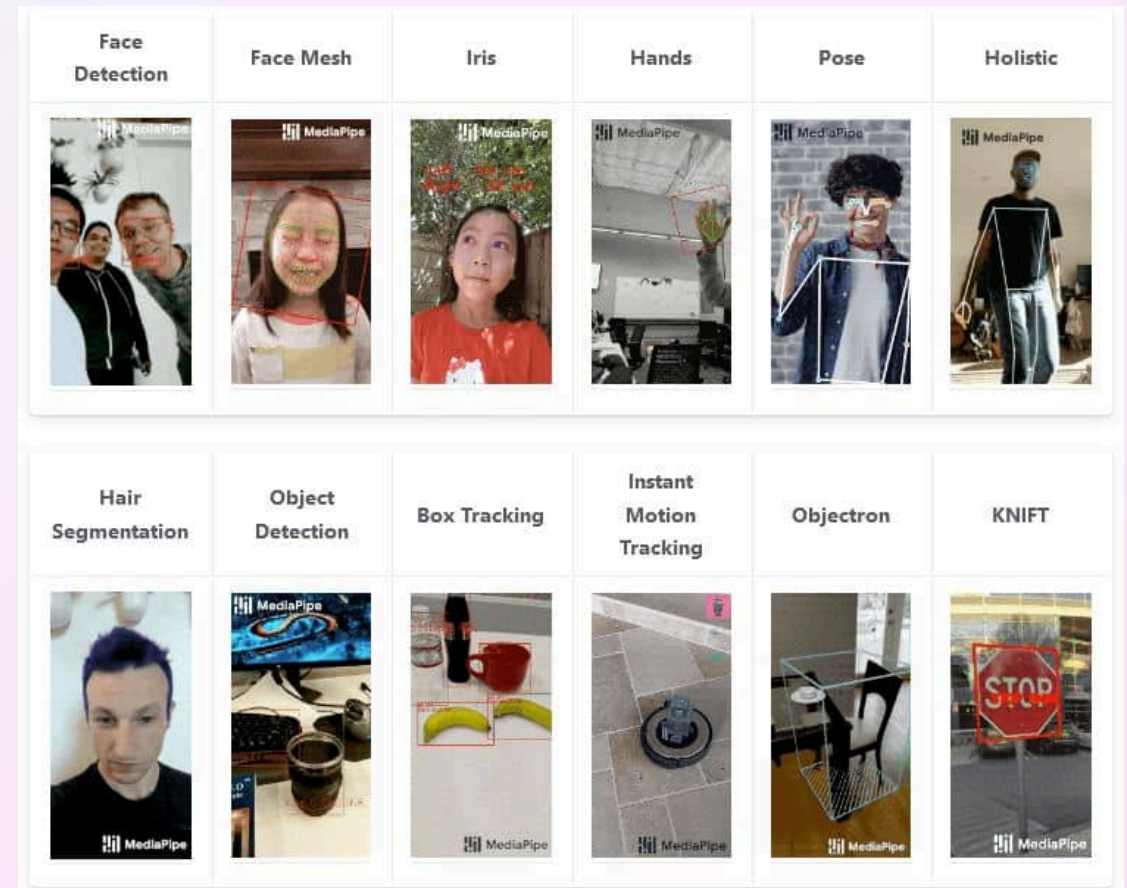 Face
Detection
Face Mesh
Iris
Hands
Pose
Holistic
MediaPipe
MediaPipe
MediaPipe
MediaPipe
MediaPipe
MediaPipe
Hair
Segmentation
Object
Detection
Box Tracking
Instant
Motion
Tracking
Objectron
KNIFT
MediaPipe
MediaPipe
MediaPipe
MediaPipe
MediaPipe
STOP
MediaPipe